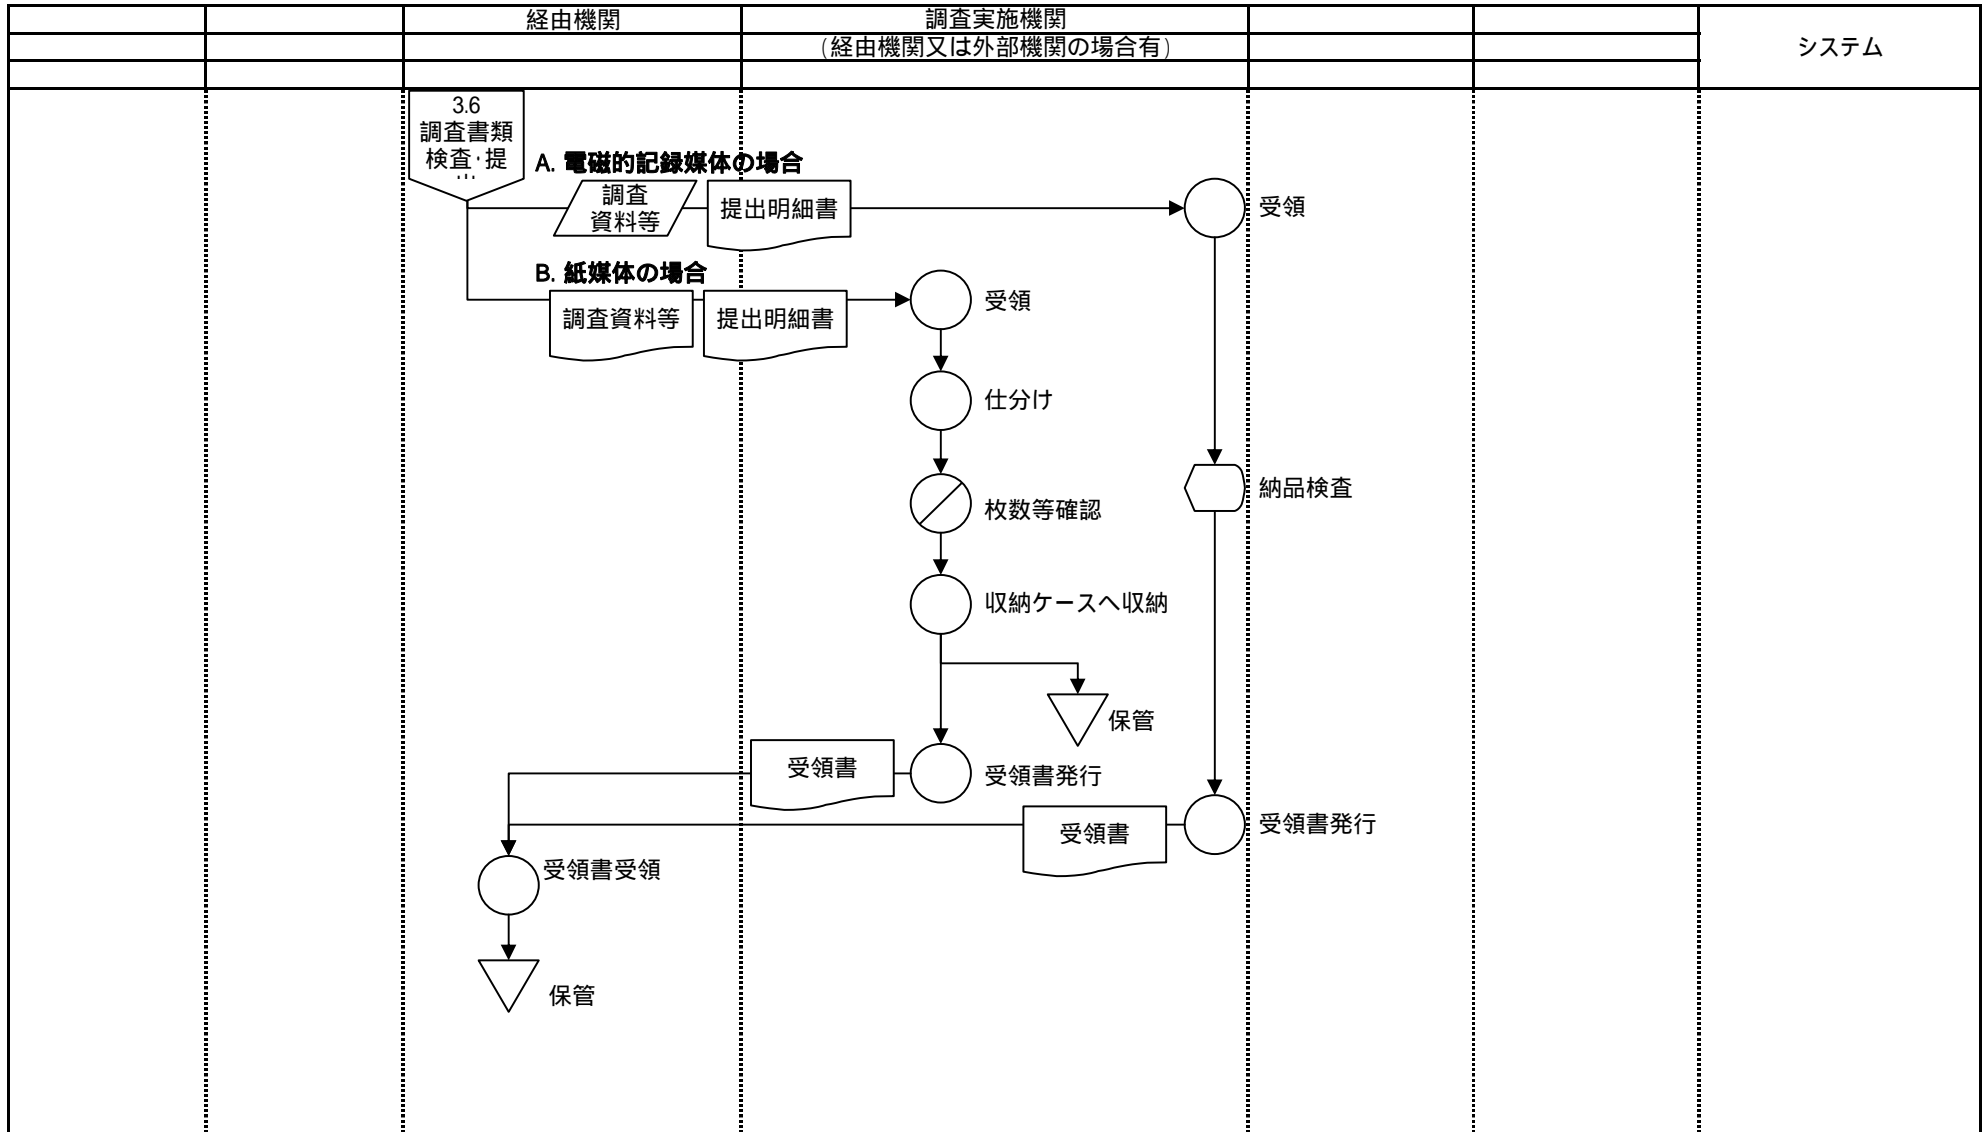 経由機関
調査実施機関
(経由機関又は外部機関の場合有)
システム
3.6
調査書類
検査・提
A. 電磁的記録媒体の場合
調査
資料等
提出明細書
受領
B. 紙媒体の場合
調査資料等
提出明細書
受領
仕分け
納品検査
枚数等確認
収納ケースへ収納
保管
受領書
受領書発行
受領書
受領書発行
受領書受領
保管